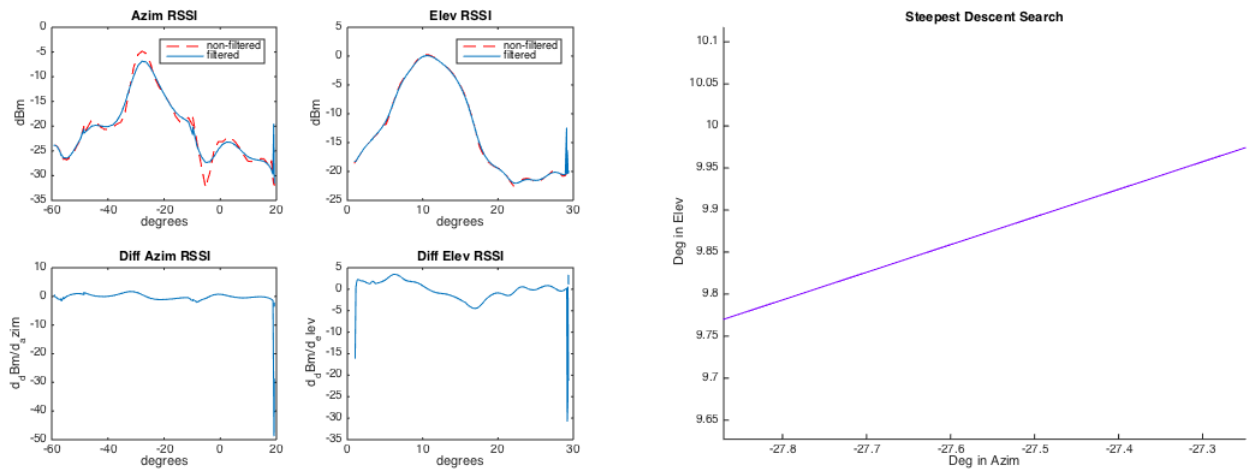 Azim RSSI
0
-5
-10
-15
-20
-25
-30
-35
dBm
non-filtered
filtered
-60 -40 -20 0 20
degrees
Elev RSSI
5
0
-5
-10
-15
-20
-25
dBm
non-filtered
filtered
0 10 20 30
degrees
Diff Azim RSSI
10
0
-10
-20
-30
-40
-50
d_dBm/d_azim
-60 -40 -20 0 20
degrees
Diff Elev RSSI
5
0
-5
-10
-15
-20
-25
-30
-35
d_dBm/d_elev
0 10 20 30
degrees
Steepest Descent Search
10.1
10.05
10
9.95
9.9
9.85
9.8
9.75
9.7
9.65
Deg in Elev
-27.8 -27.7 -27.6 -27.5 -27.4 -27.3
Deg in Azim